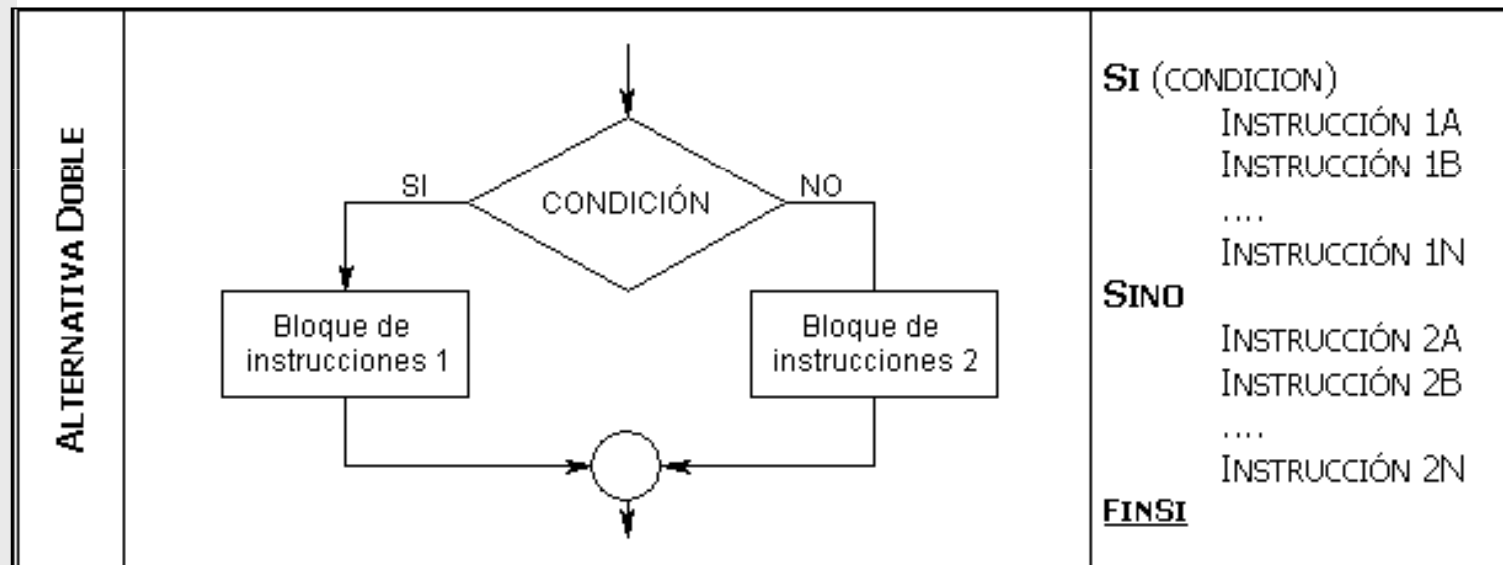 ALTERNATIVA DOBLE
SI
CONDICIÓN
NO
Bloque de
instrucciones 1
Bloque de
instrucciones 2
SI (CONDICION)
INSTRUCCIÓN 1A
INSTRUCCIÓN 1B
....
INSTRUCCIÓN 1N
SINO
INSTRUCCIÓN 2A
INSTRUCCIÓN 2B
....
INSTRUCCIÓN 2N
FINSI